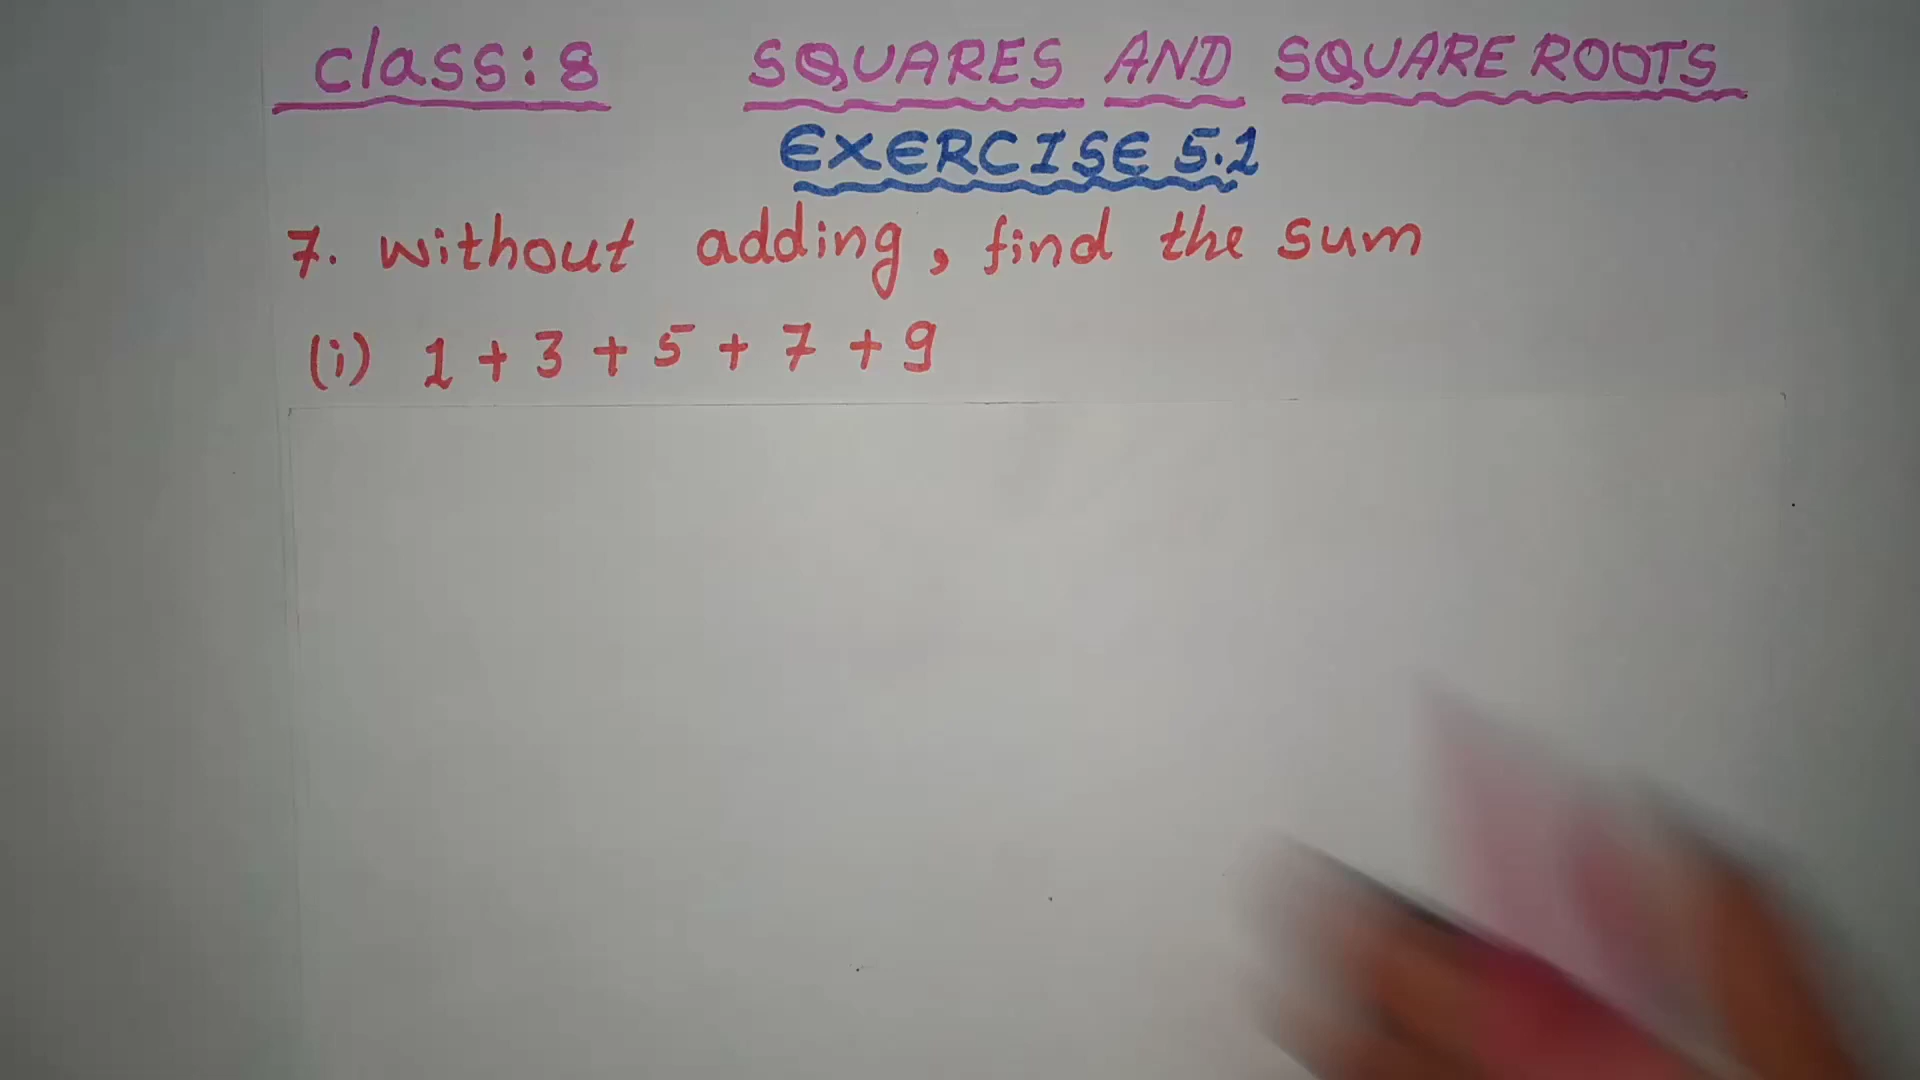 Class: 8 SQUARES AND SQUARE ROOTS
EXERCISE 5.1
7. without adding, find the sum
(i) 1 + 3 + 5 + 7 + 9